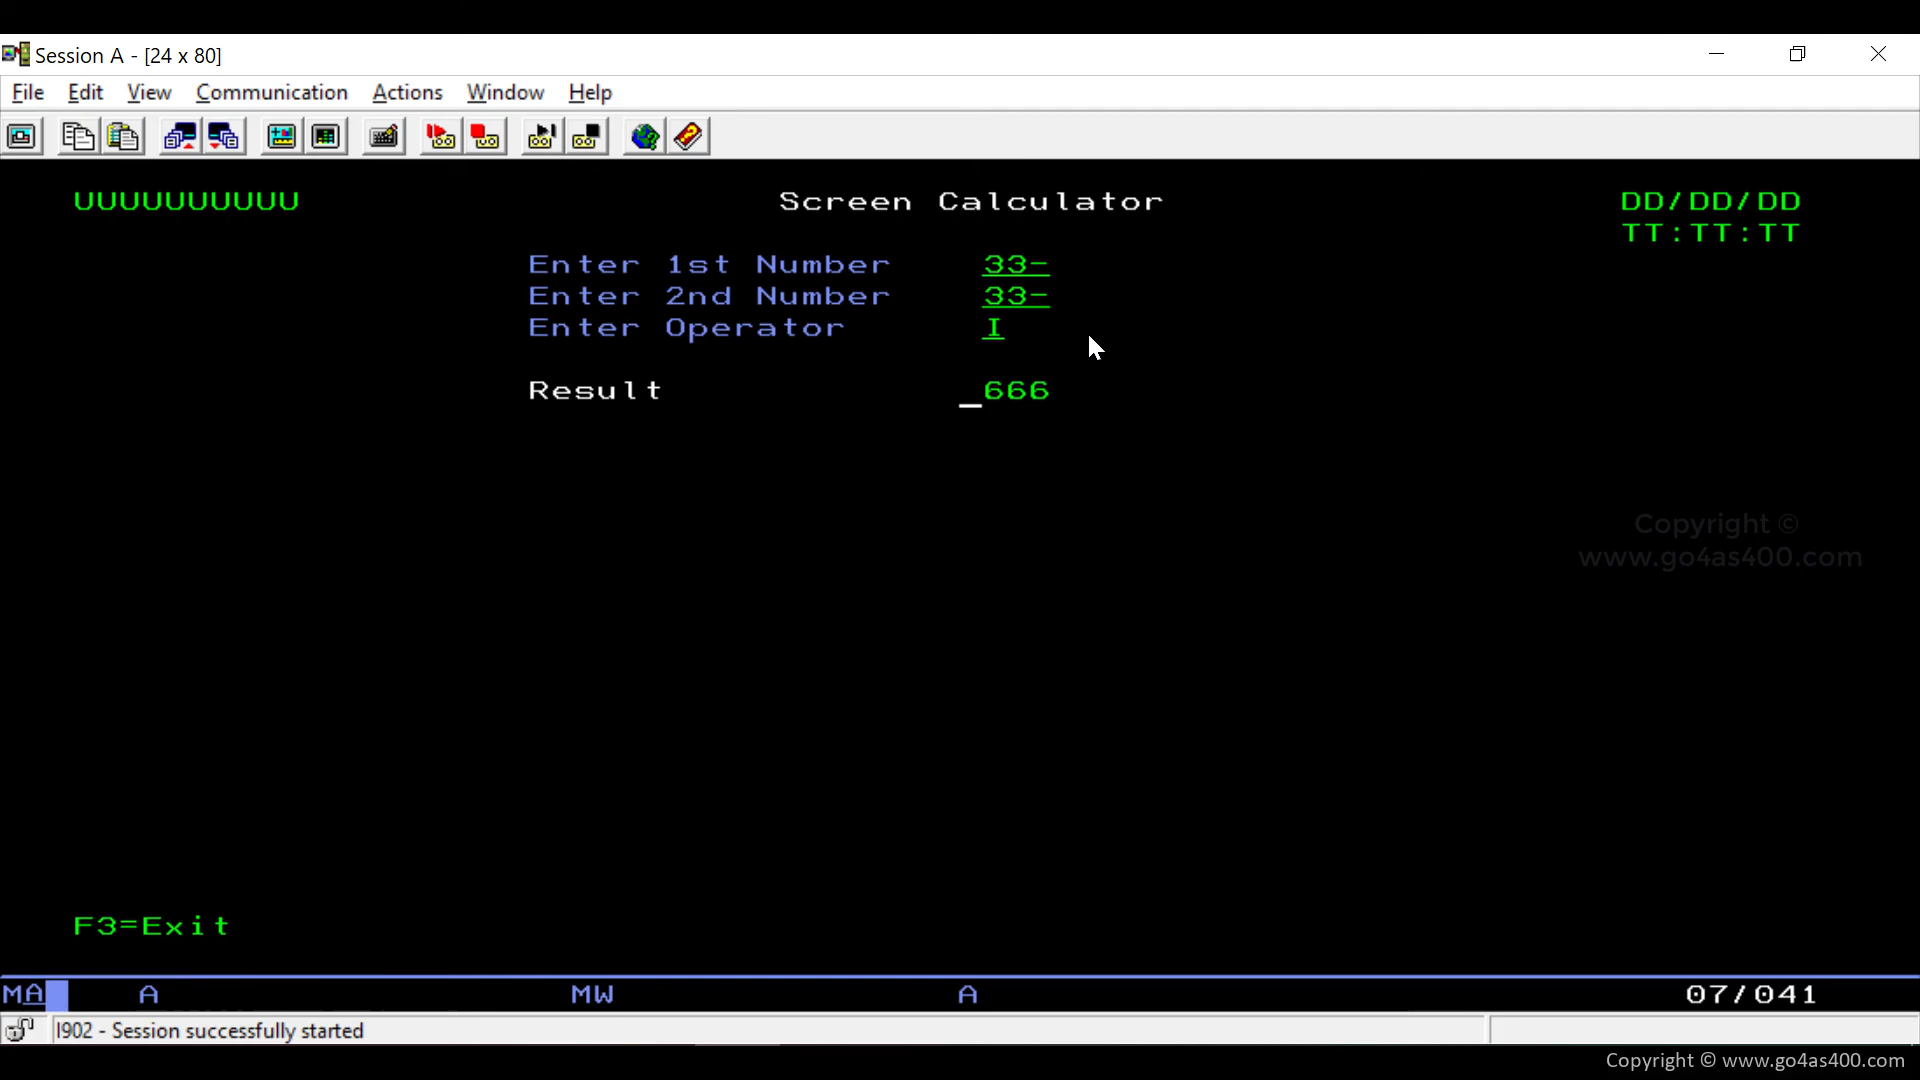 Session A - [24 x 80]
File Edit View Communication Actions Window Help
UUUUUUUUUU Screen Calculator DD/DD/DD
TT:TT:TT
Enter 1st Number 33-
Enter 2nd Number 33-
Enter Operator I
Result 666
Copyright ©
www.go4as400.com
F3=Exit
MA A MW A 07/041
I902 - Session successfully started
Copyright © www.go4as400.com